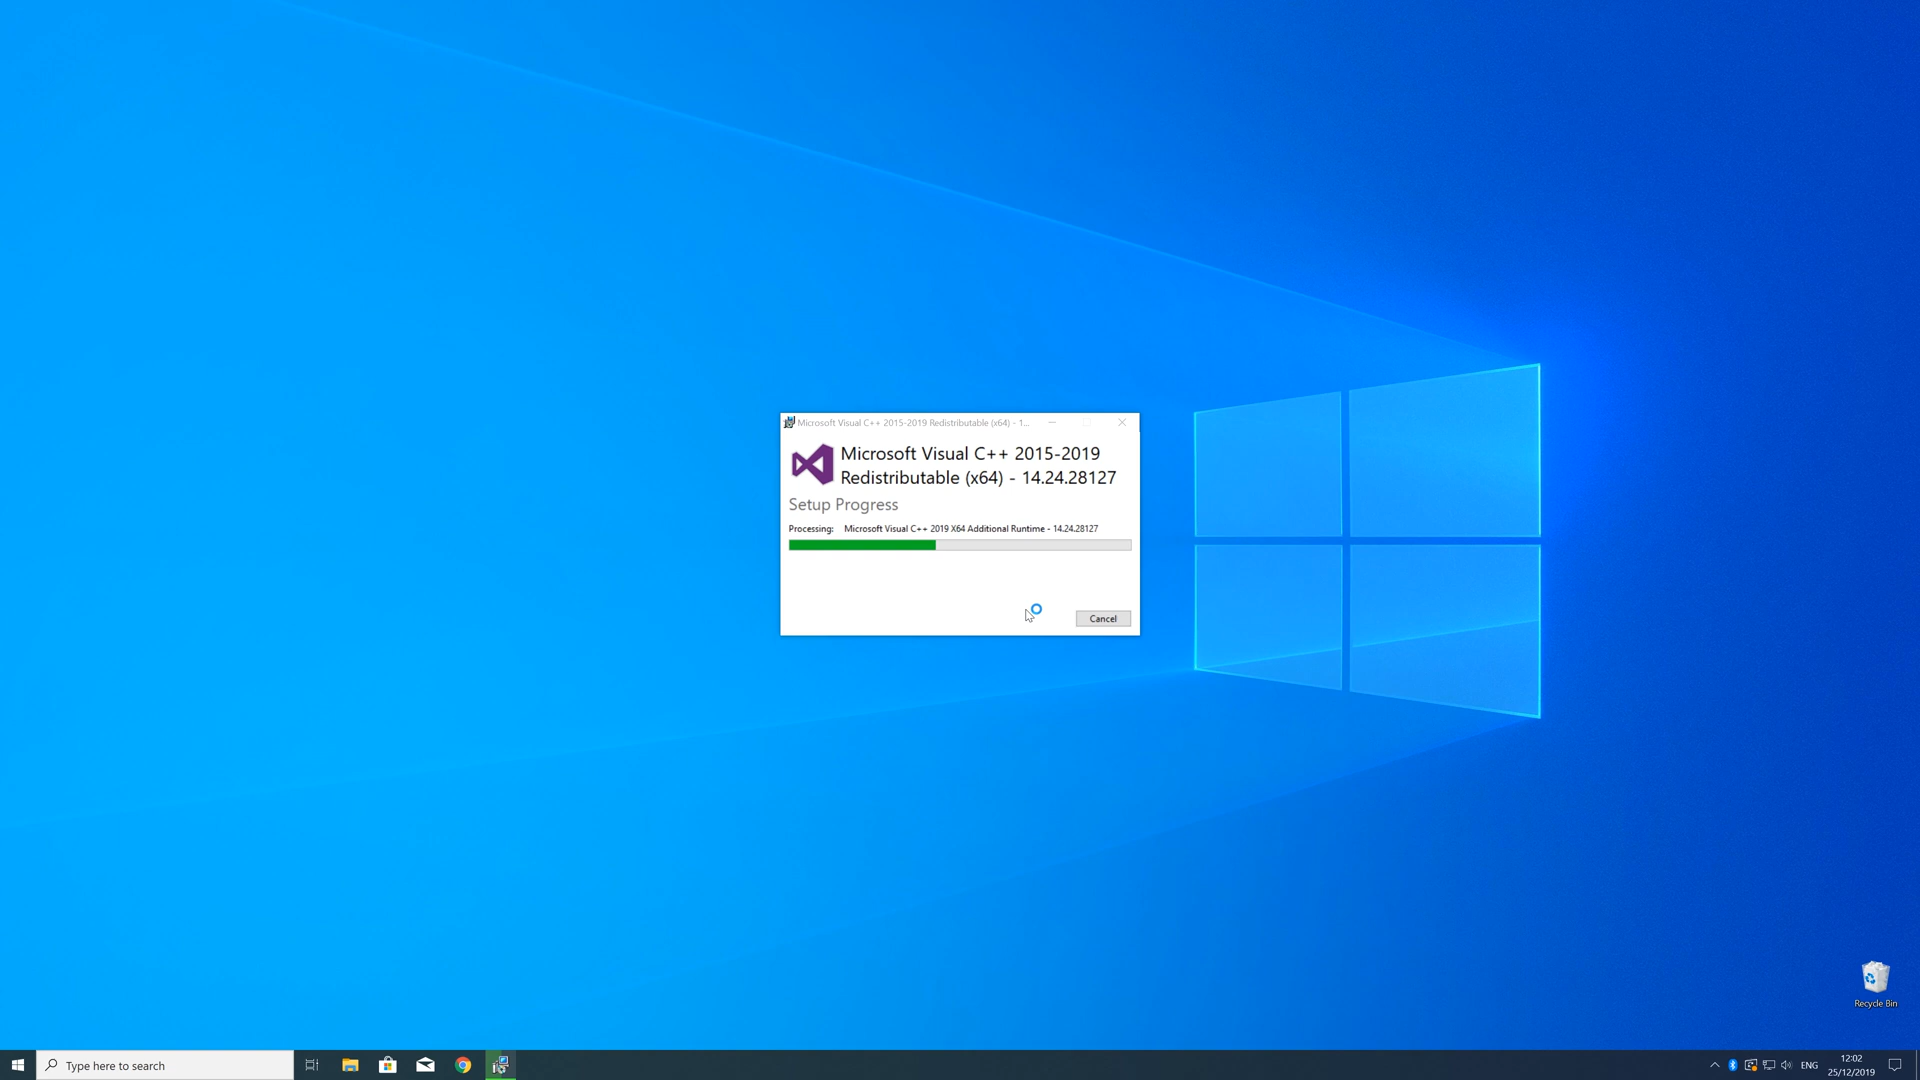 Microsoft Visual C++ 2015-2019 Redistributable (x64) - 1...
Microsoft Visual C++ 2015-2019
Redistributable (x64) - 14.24.28127
Setup Progress
Processing: Microsoft Visual C++ 2019 X64 Additional Runtime - 14.24.28127
Cancel
Recycle Bin
Type here to search
ENG
12:02
25/12/2019